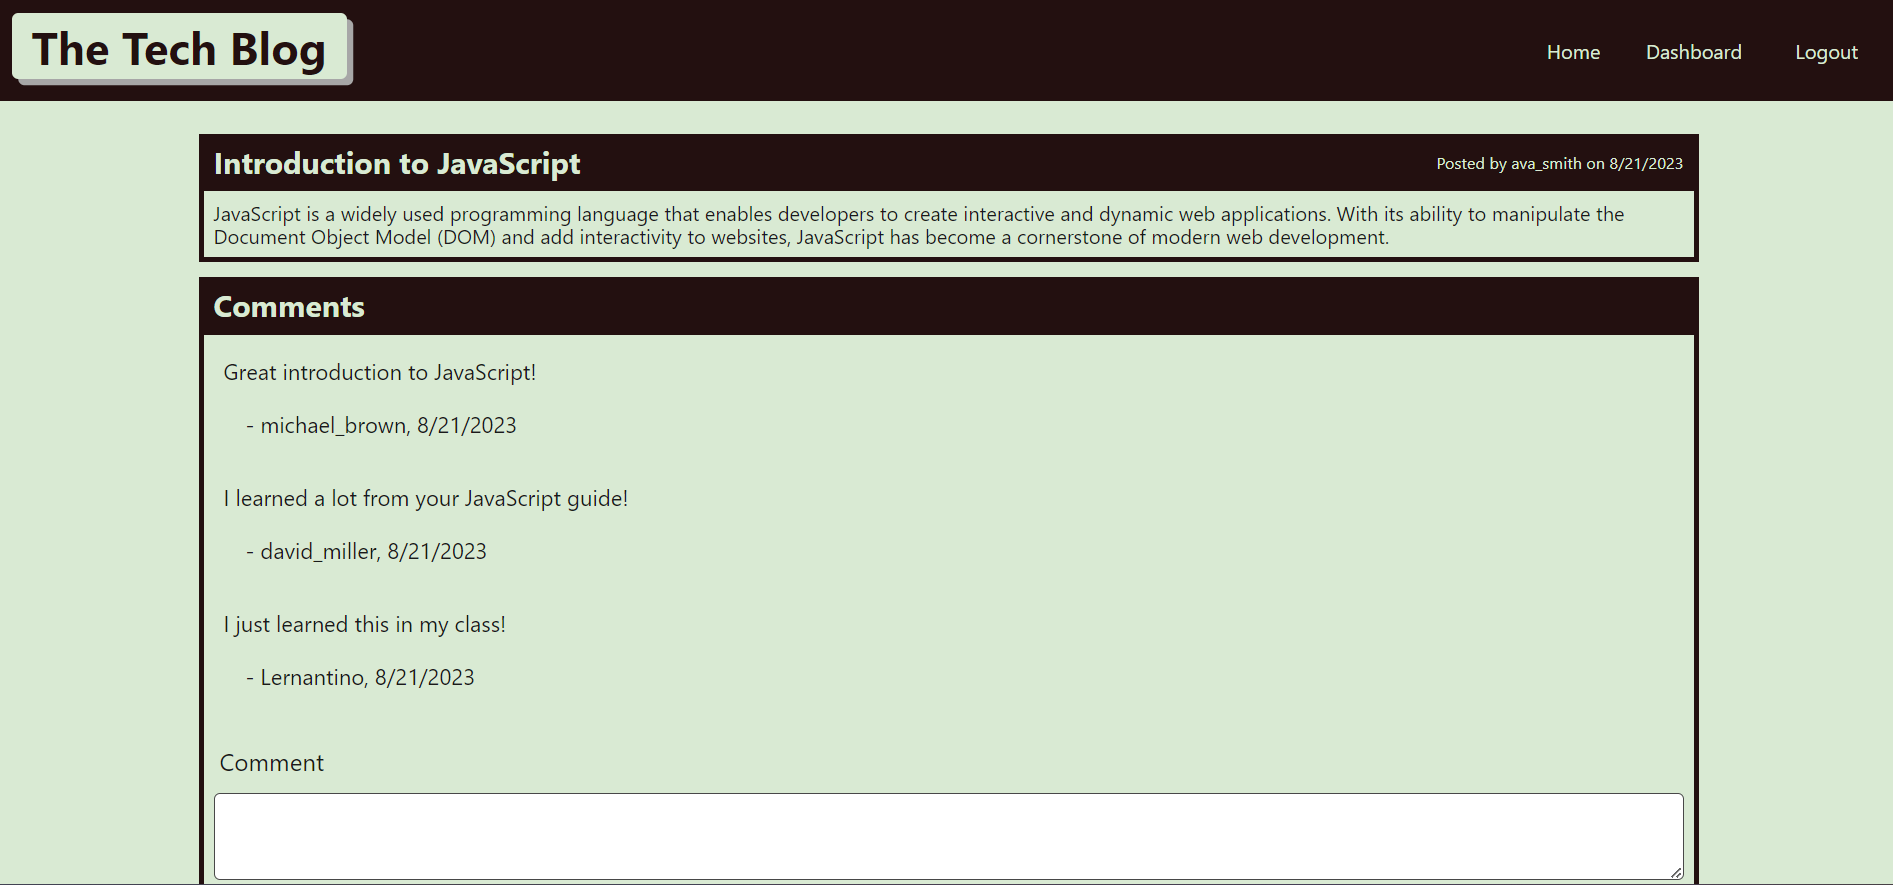 The Tech Blog
Home Dashboard Logout
Introduction to JavaScript
Posted by ava_smith on 8/21/2023
JavaScript is a widely used programming language that enables developers to create interactive and dynamic web applications. With its ability to manipulate the
Document Object Model (DOM) and add interactivity to websites, JavaScript has become a cornerstone of modern web development.
Comments
Great introduction to JavaScript!
- michael_brown, 8/21/2023
I learned a lot from your JavaScript guide!
- david_miller, 8/21/2023
I just learned this in my class!
- Lernantino, 8/21/2023
Comment